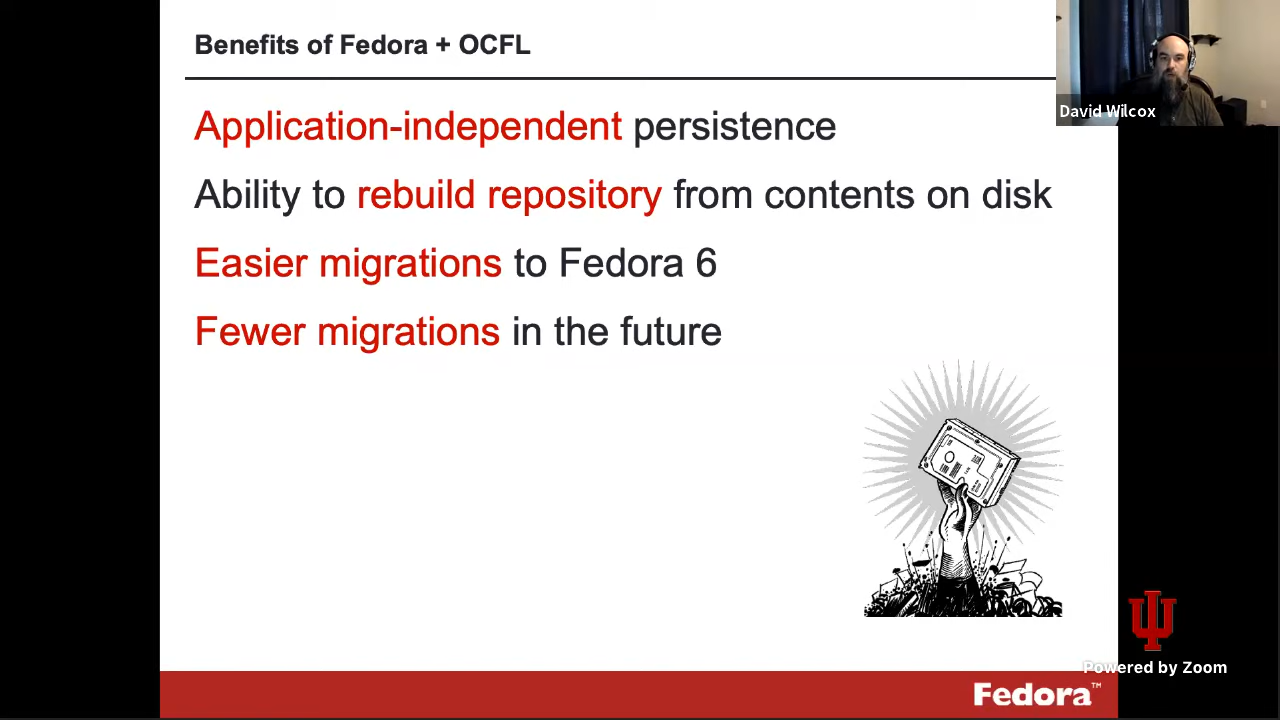 Benefits of Fedora + OCFL
David Wilcox
Application-independent persistence
Ability to rebuild repository from contents on disk
Easier migrations to Fedora 6
Fewer migrations in the future
Powered by Zoom
Fedora™